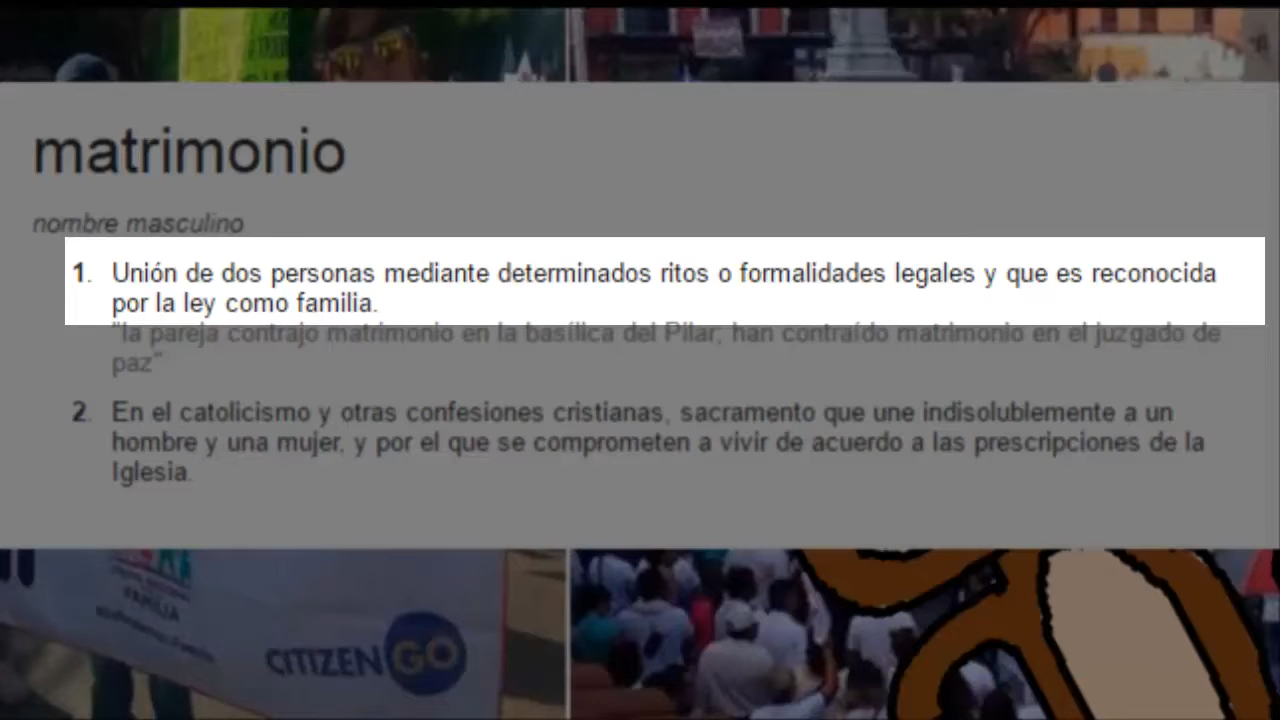 matrimonio
nombre masculino
1. Unión de dos personas mediante determinados ritos o formalidades legales y que es reconocida
por la ley como familia.
"la pareja contrajo matrimonio en la basílica del Pilar; han contraído matrimonio en el juzgado de
paz"
2. En el catolicismo y otras confesiones cristianas, sacramento que une indisolublemente a un
hombre y una mujer, y por el que se comprometen a vivir de acuerdo a las prescripciones de la
Iglesia.
FAMILIA
CITIZENGO